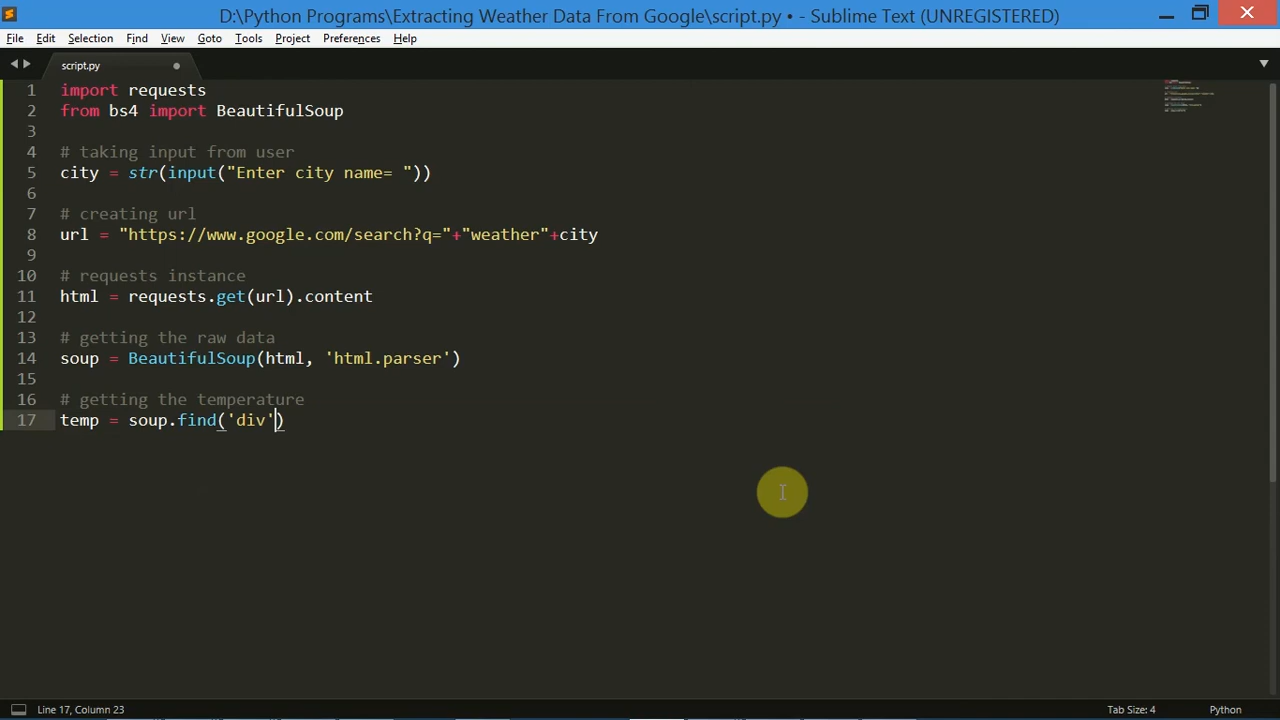 D:\Python Programs\Extracting Weather Data From Google\script.py • - Sublime Text (UNREGISTERED)
File Edit Selection View Goto Tools Project Preferences Help
script.py
1 import requests
2 from bs4 import BeautifulSoup
3
4 # taking input from user
5 city = str(input("Enter city name= "))
6
7 # creating url
8 url = "https://www.google.com/search?q="+"weather"+city
9
10 # requests instance
11 html = requests.get(url).content
12
13 # getting the raw data
14 soup = BeautifulSoup(html, 'html.parser')
15
16 # getting the temperature
17 temp = soup.find('div')
Line 17, Column 23 Tab Size: 4 Python